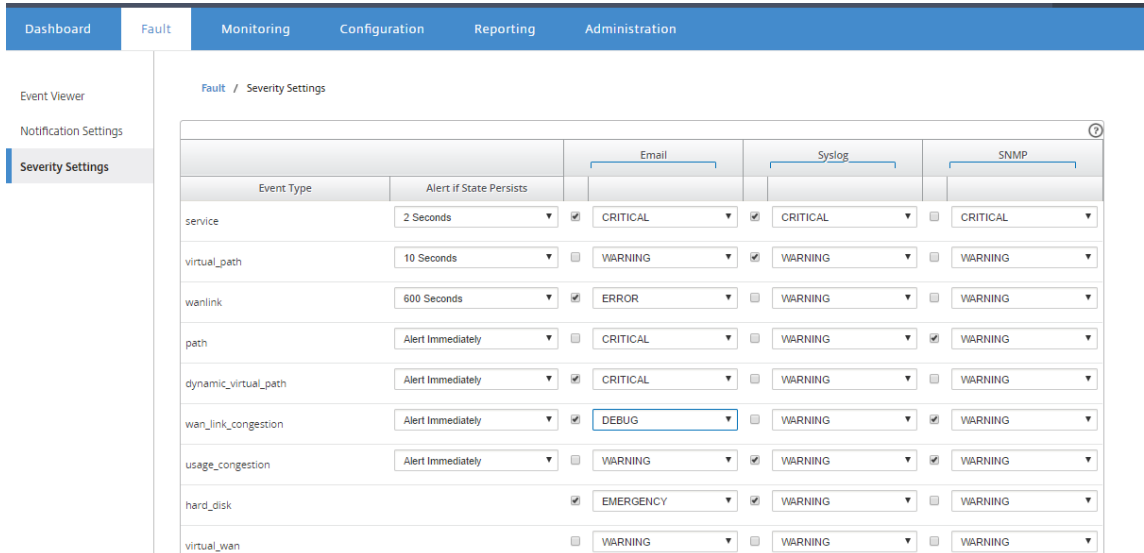 Dashboard Fault Monitoring Configuration Reporting Administration
Fault / Severity Settings
Event Viewer
Notification Settings
Severity Settings
?
Email Syslog SNMP
Event Type Alert if State Persists
service 2 Seconds CRITICAL CRITICAL CRITICAL
virtual_path 10 Seconds WARNING WARNING WARNING
wanlink 600 Seconds ERROR WARNING WARNING
path Alert Immediately CRITICAL WARNING WARNING
dynamic_virtual_path Alert Immediately CRITICAL WARNING WARNING
wan_link_congestion Alert Immediately DEBUG WARNING WARNING
usage_congestion Alert Immediately WARNING WARNING WARNING
hard_disk EMERGENCY WARNING WARNING
virtual_wan WARNING WARNING WARNING